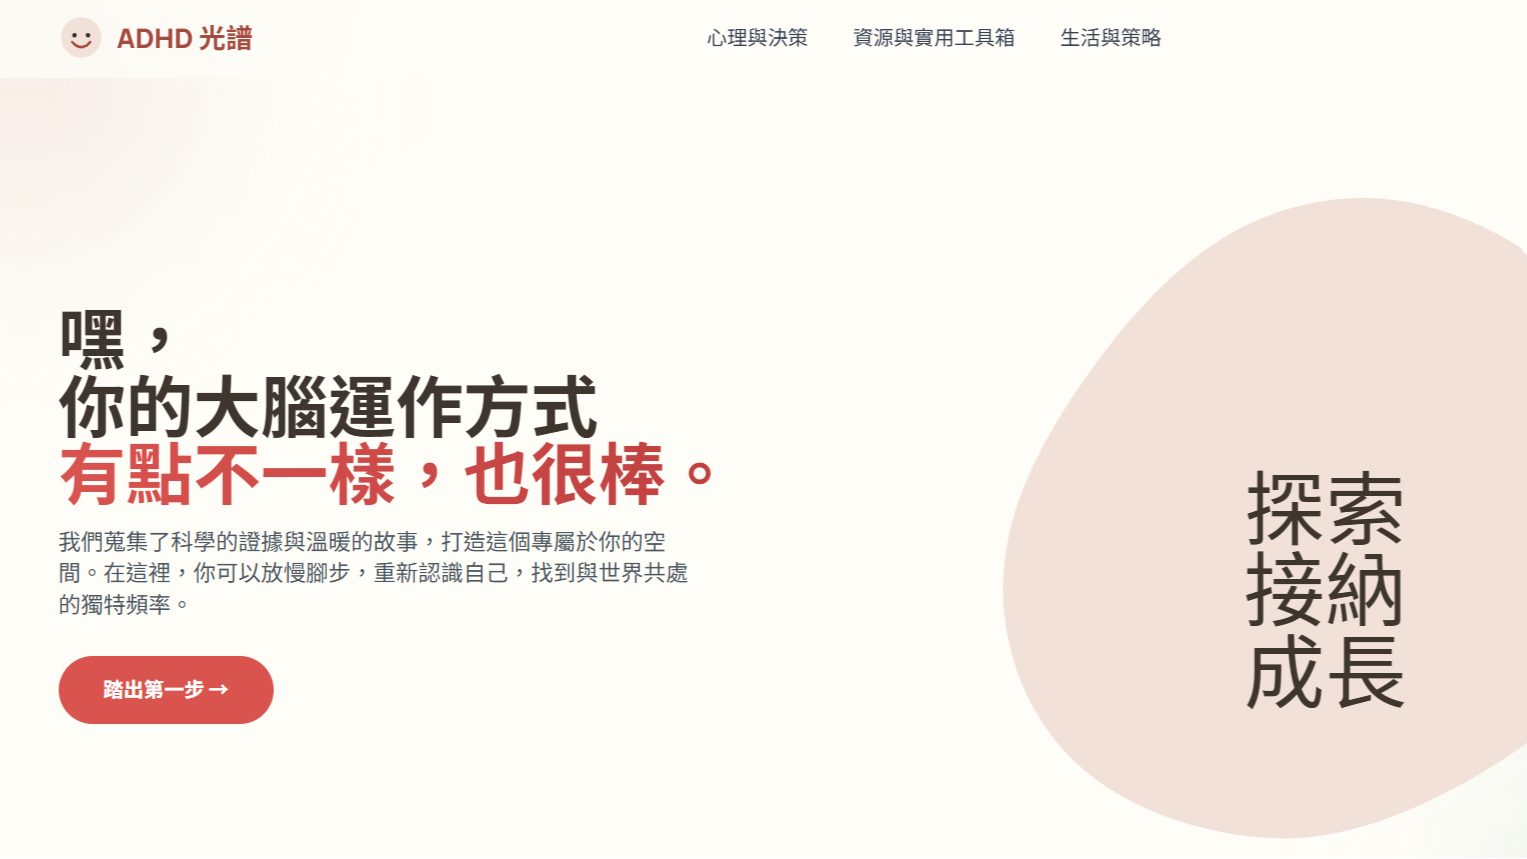 ADHD 光譜
心理與決策
資源與實用工具箱
生活與策略
嘿，
你的大腦運作方式
有點不一樣，也很棒。
我們蒐集了科學的證據與溫暖的故事，打造這個專屬於你的空
間。在這裡，你可以放慢腳步，重新認識自己，找到與世界共處
的獨特頻率。
踏出第一步 →
探索
接納
成長